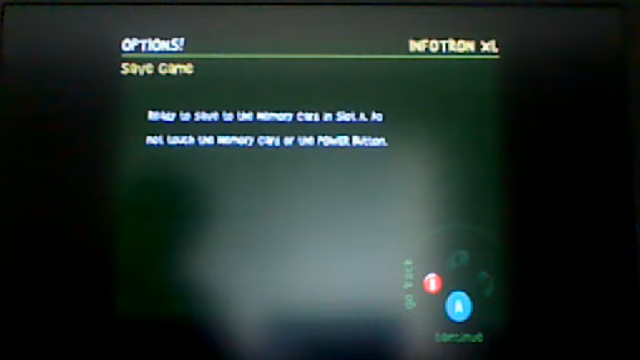 OPTIONS!
INFOTRON XL
Save Game
Ready to save to the Memory Card in Slot A. Do
not touch the Memory Card or the POWER Button.
Go back
B
A
Continue